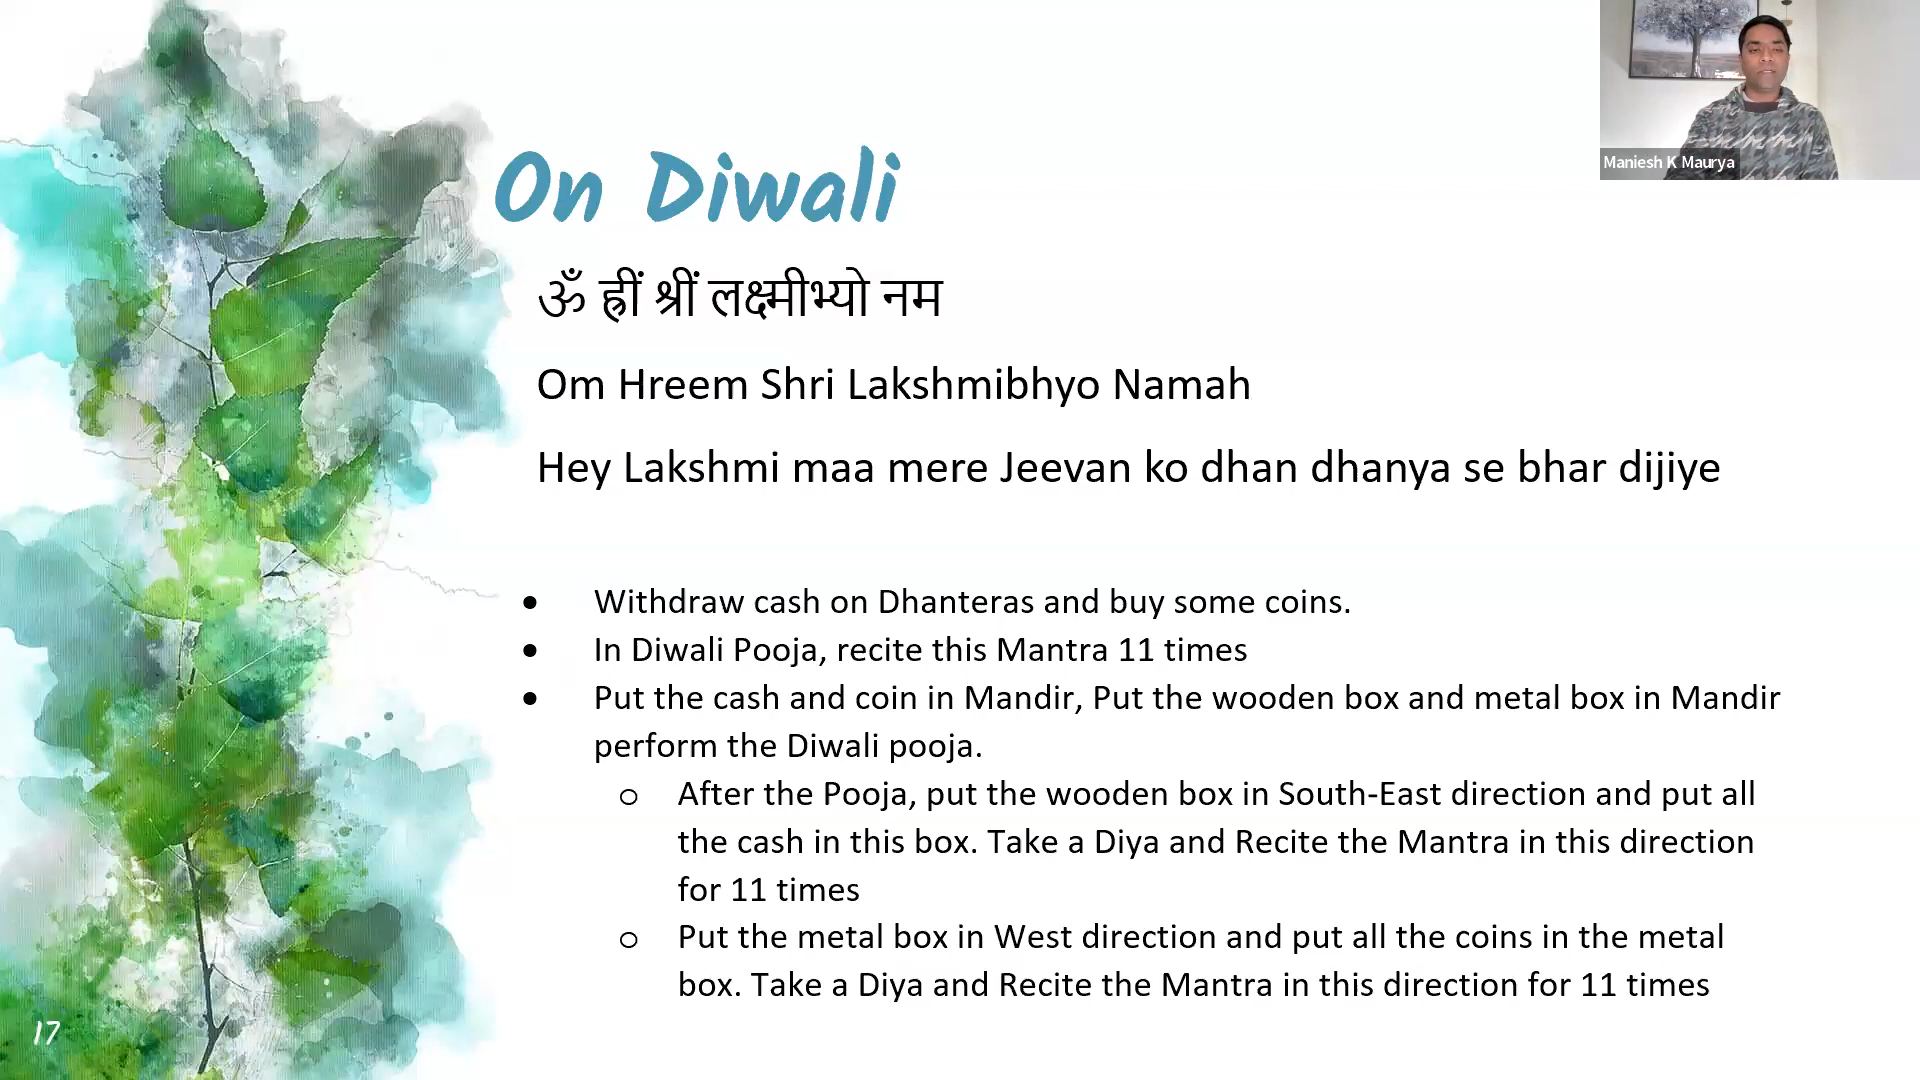 Maniesh K Maurya
On Diwali
ॐ ह्रीं श्रीं लक्ष्मीभ्यो नम
Om Hreem Shri Lakshmibhyo Namah
Hey Lakshmi maa mere Jeevan ko dhan dhanya se bhar dijiye
• Withdraw cash on Dhanteras and buy some coins.
• In Diwali Pooja, recite this Mantra 11 times
• Put the cash and coin in Mandir, Put the wooden box and metal box in Mandir
perform the Diwali pooja.
o After the Pooja, put the wooden box in South-East direction and put all
the cash in this box. Take a Diya and Recite the Mantra in this direction
for 11 times
o Put the metal box in West direction and put all the coins in the metal
box. Take a Diya and Recite the Mantra in this direction for 11 times
17